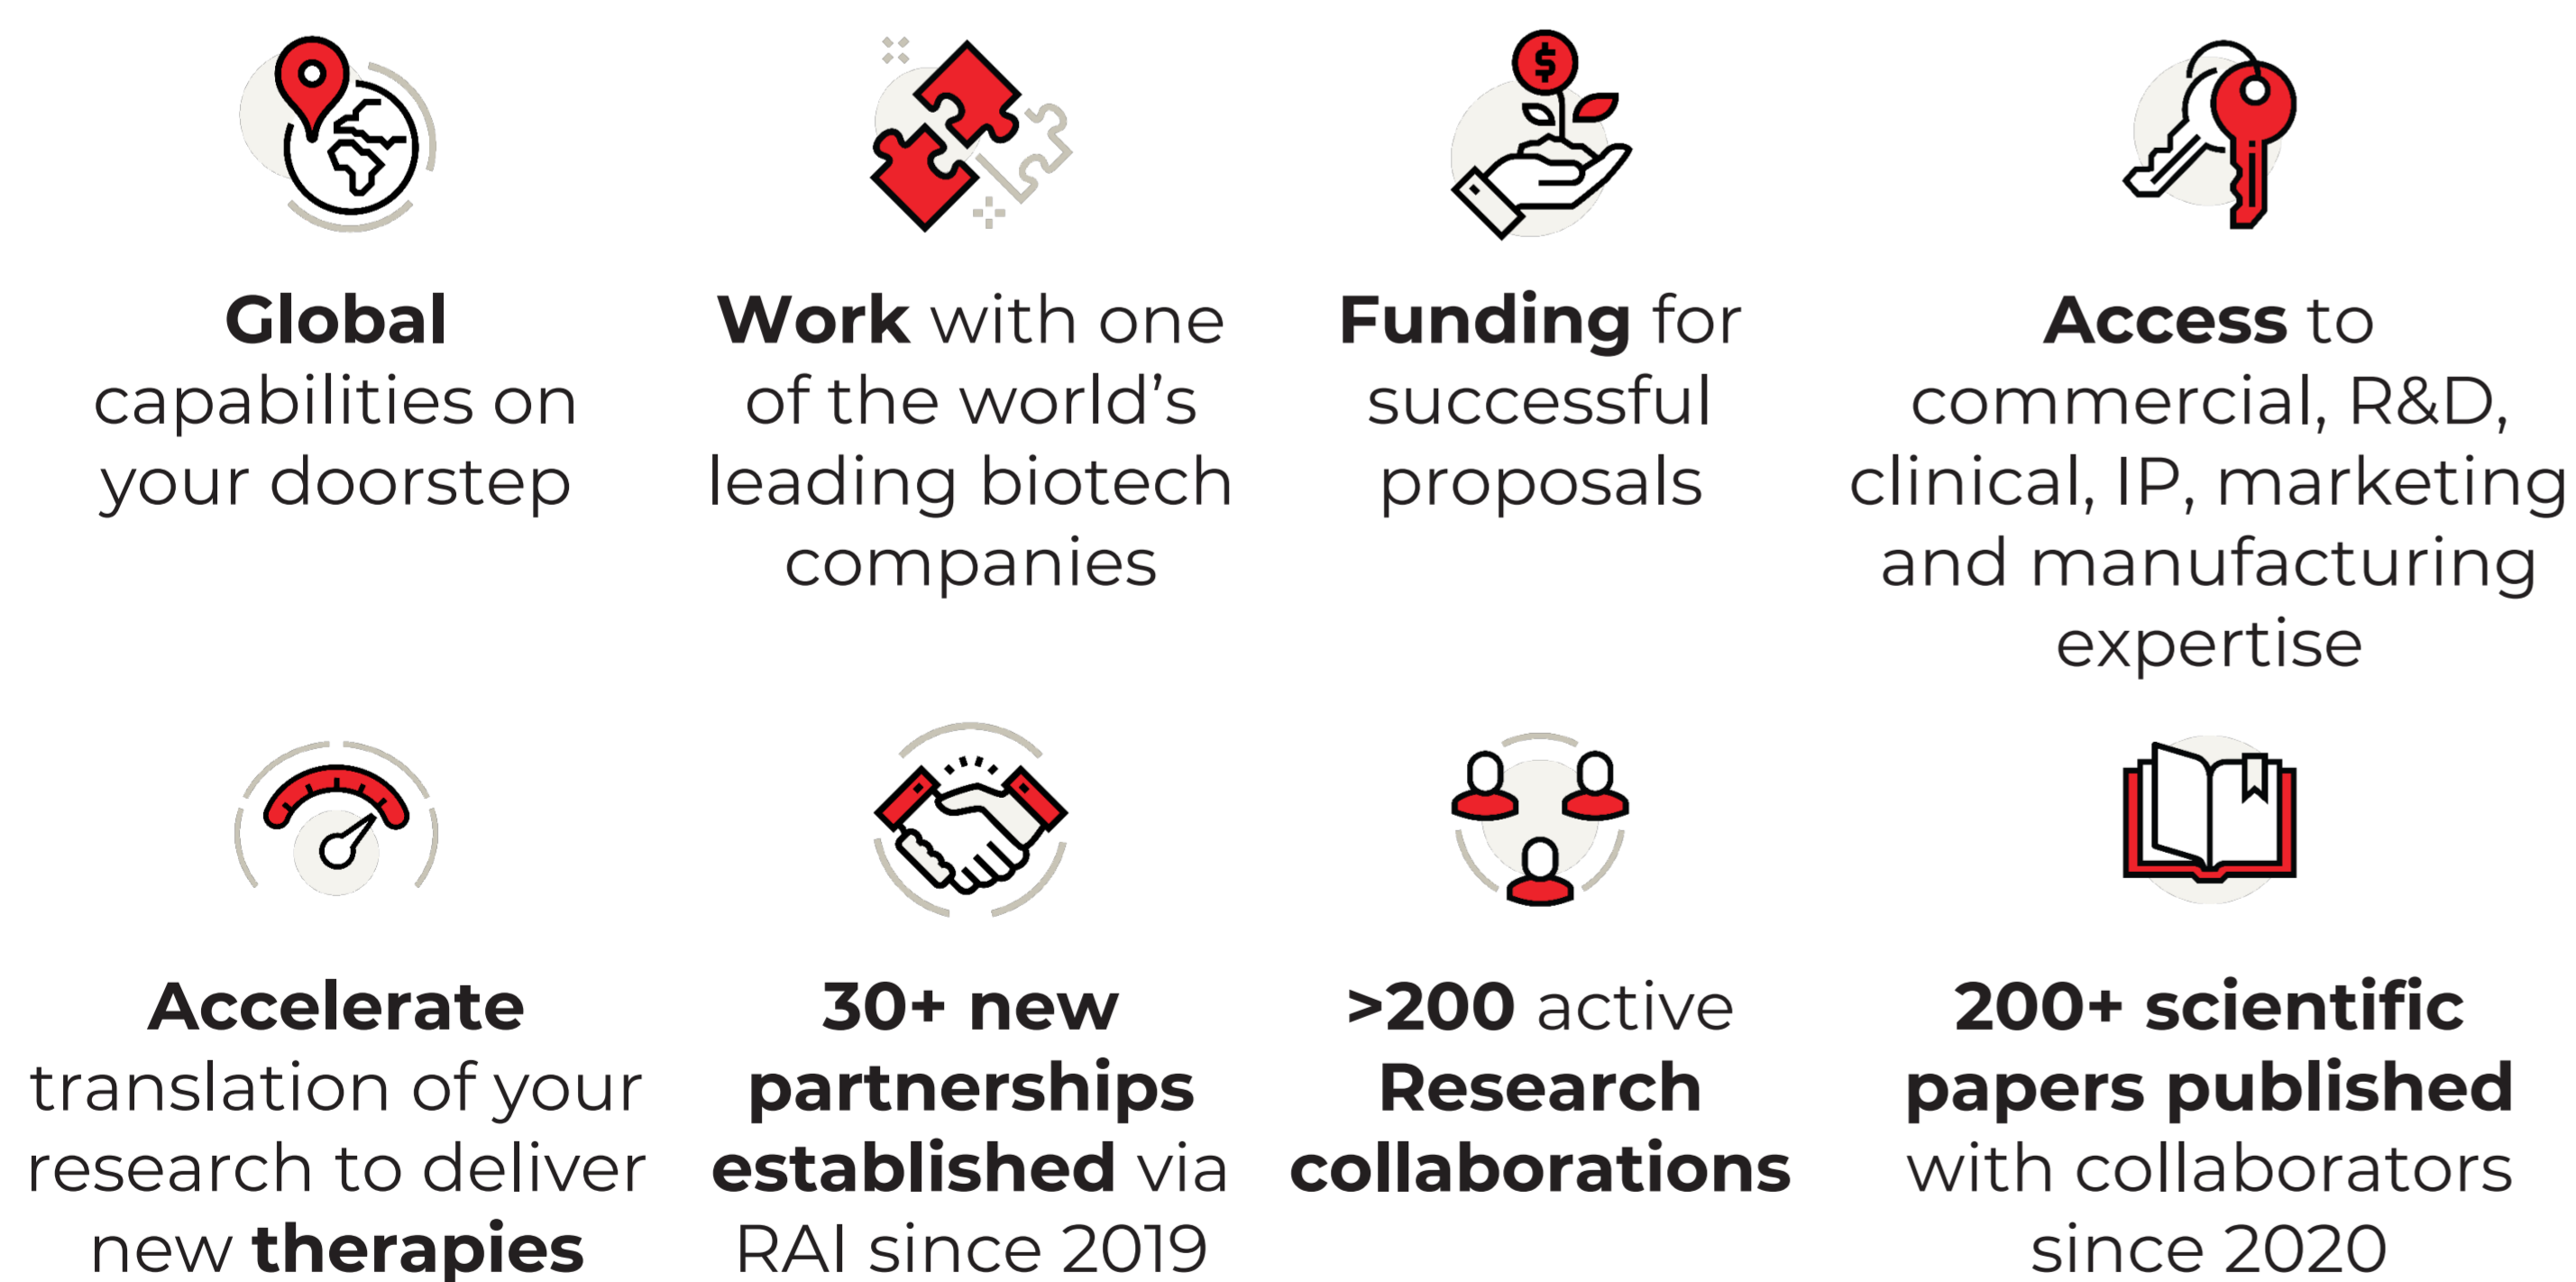 Global
capabilities on
your doorstep
Work with one
of the world's
leading biotech
companies
Funding for
successful
proposals
Access to
commercial, R&D,
clinical, IP, marketing
and manufacturing
expertise
Accelerate
translation of your
research to deliver
new therapies
30+ new
partnerships
established via
RAI since 2019
>200 active
Research
collaborations
200+ scientific
papers published
with collaborators
since 2020